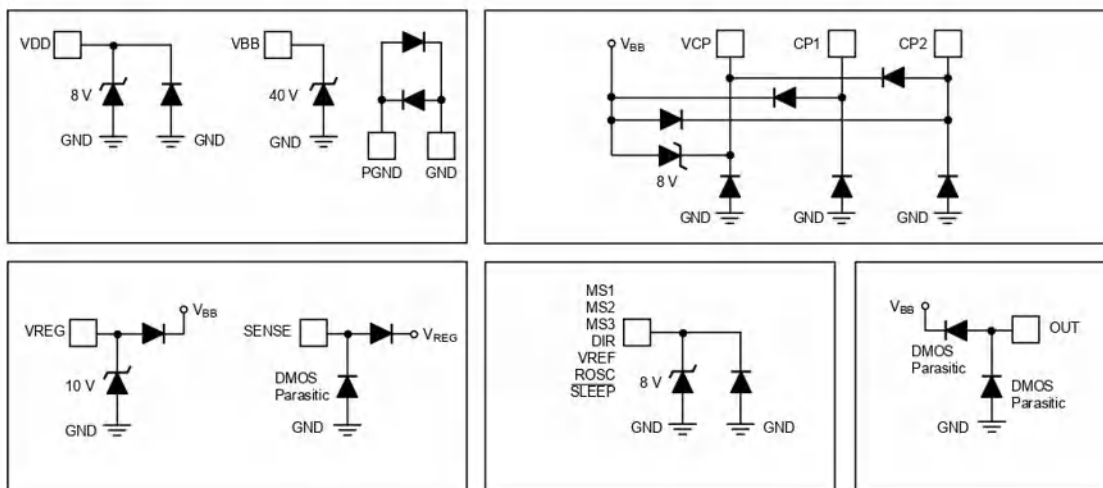 VDD
8 V
GND
GND
VBB
40 V
GND
PGND
GND
VBB
VCP
CP1
CP2
8 V
GND
GND
GND
VREG
VBB
10 V
GND
SENSE
VREG
DMOS
Parasitic
GND
MS1
MS2
MS3
DIR
VREF
ROSC
SLEEP
8 V
GND
GND
VBB
OUT
DMOS
Parasitic
DMOS
Parasitic
GND